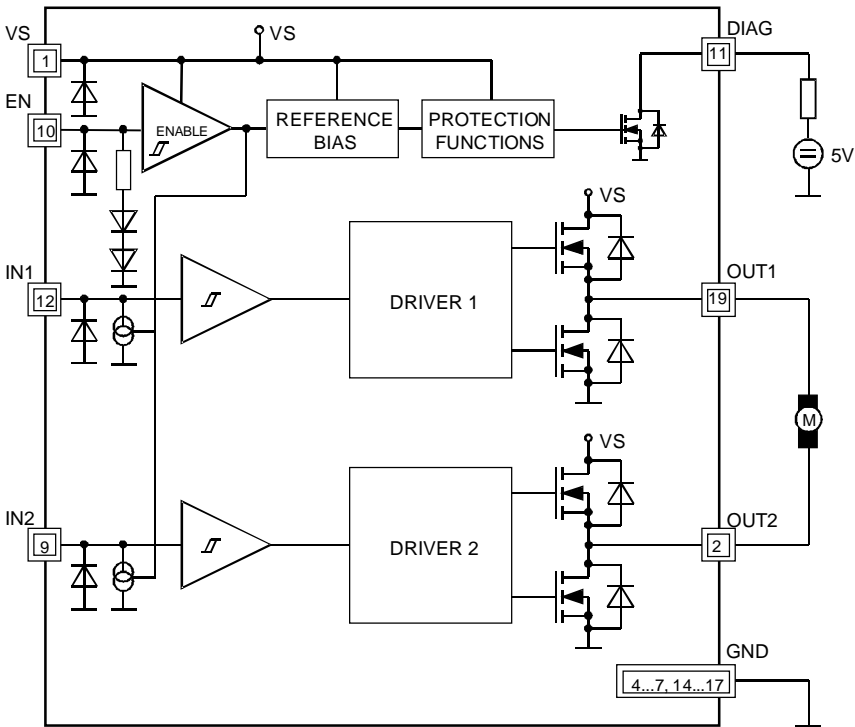 VS
VS
DIAG
1
11
EN
10
ENABLE
REFERENCE
BIAS
PROTECTION
FUNCTIONS
5V
VS
IN1
OUT1
12
DRIVER 1
19
M
VS
IN2
OUT2
9
DRIVER 2
2
GND
4...7, 14...17